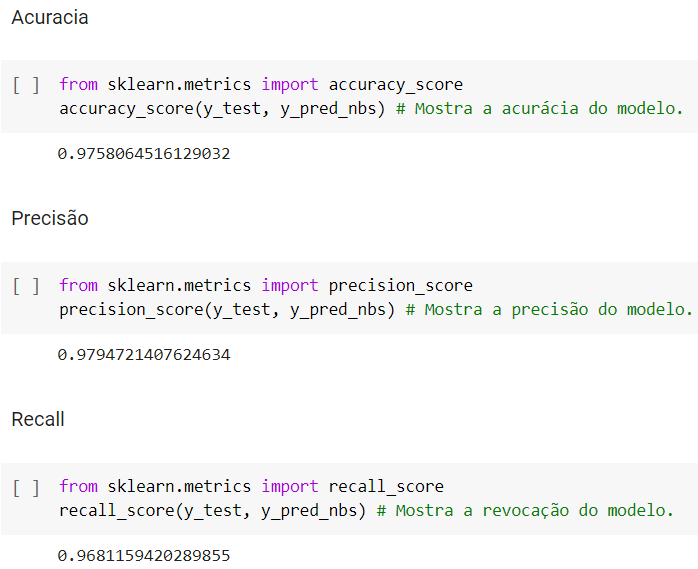 Acuracia
[ ] from sklearn.metrics import accuracy_score
accuracy_score(y_test, y_pred_nbs) # Mostra a acurácia do modelo.
0.9758064516129032
Precisão
[ ] from sklearn.metrics import precision_score
precision_score(y_test, y_pred_nbs) # Mostra a precisão do modelo.
0.9794721407624634
Recall
[ ] from sklearn.metrics import recall_score
recall_score(y_test, y_pred_nbs) # Mostra a revocação do modelo.
0.9681159420289855